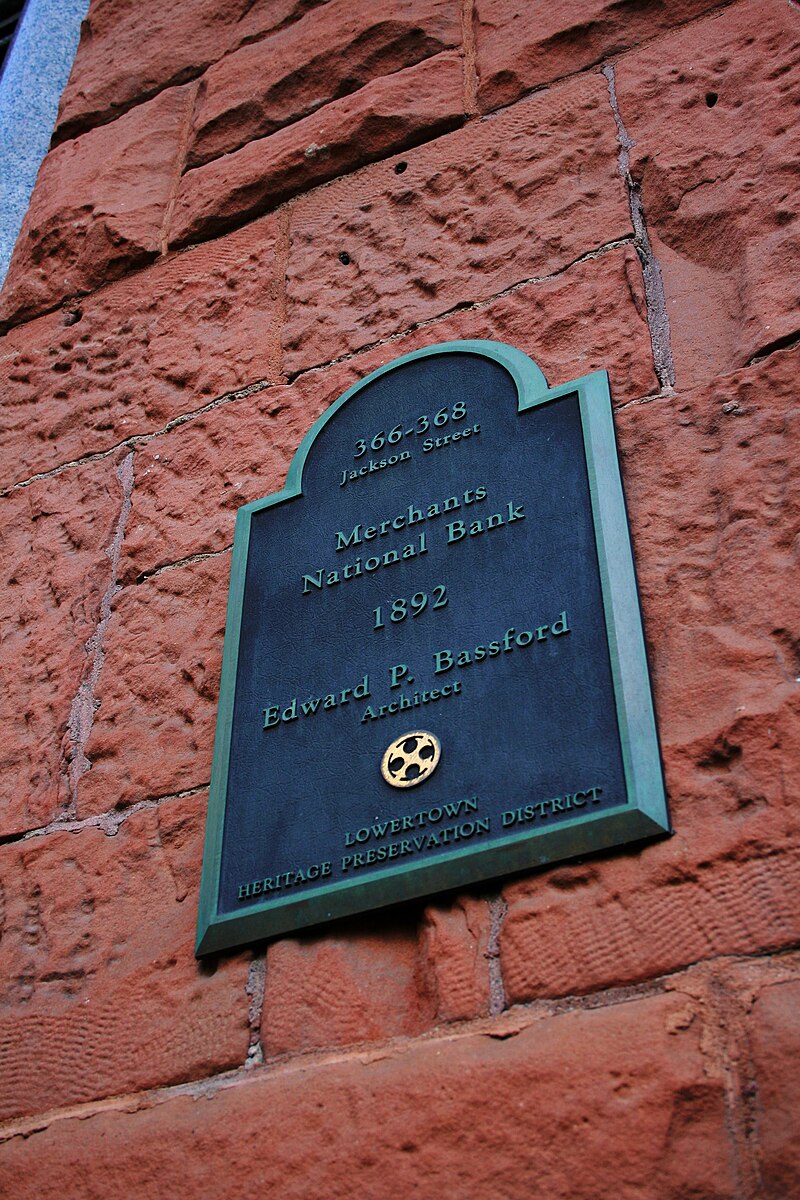 366-368
Jackson Street
Merchants
National Bank
1892
Edward P. Bassford
Architect
LOWERTOWN
HERITAGE PRESERVATION DISTRICT